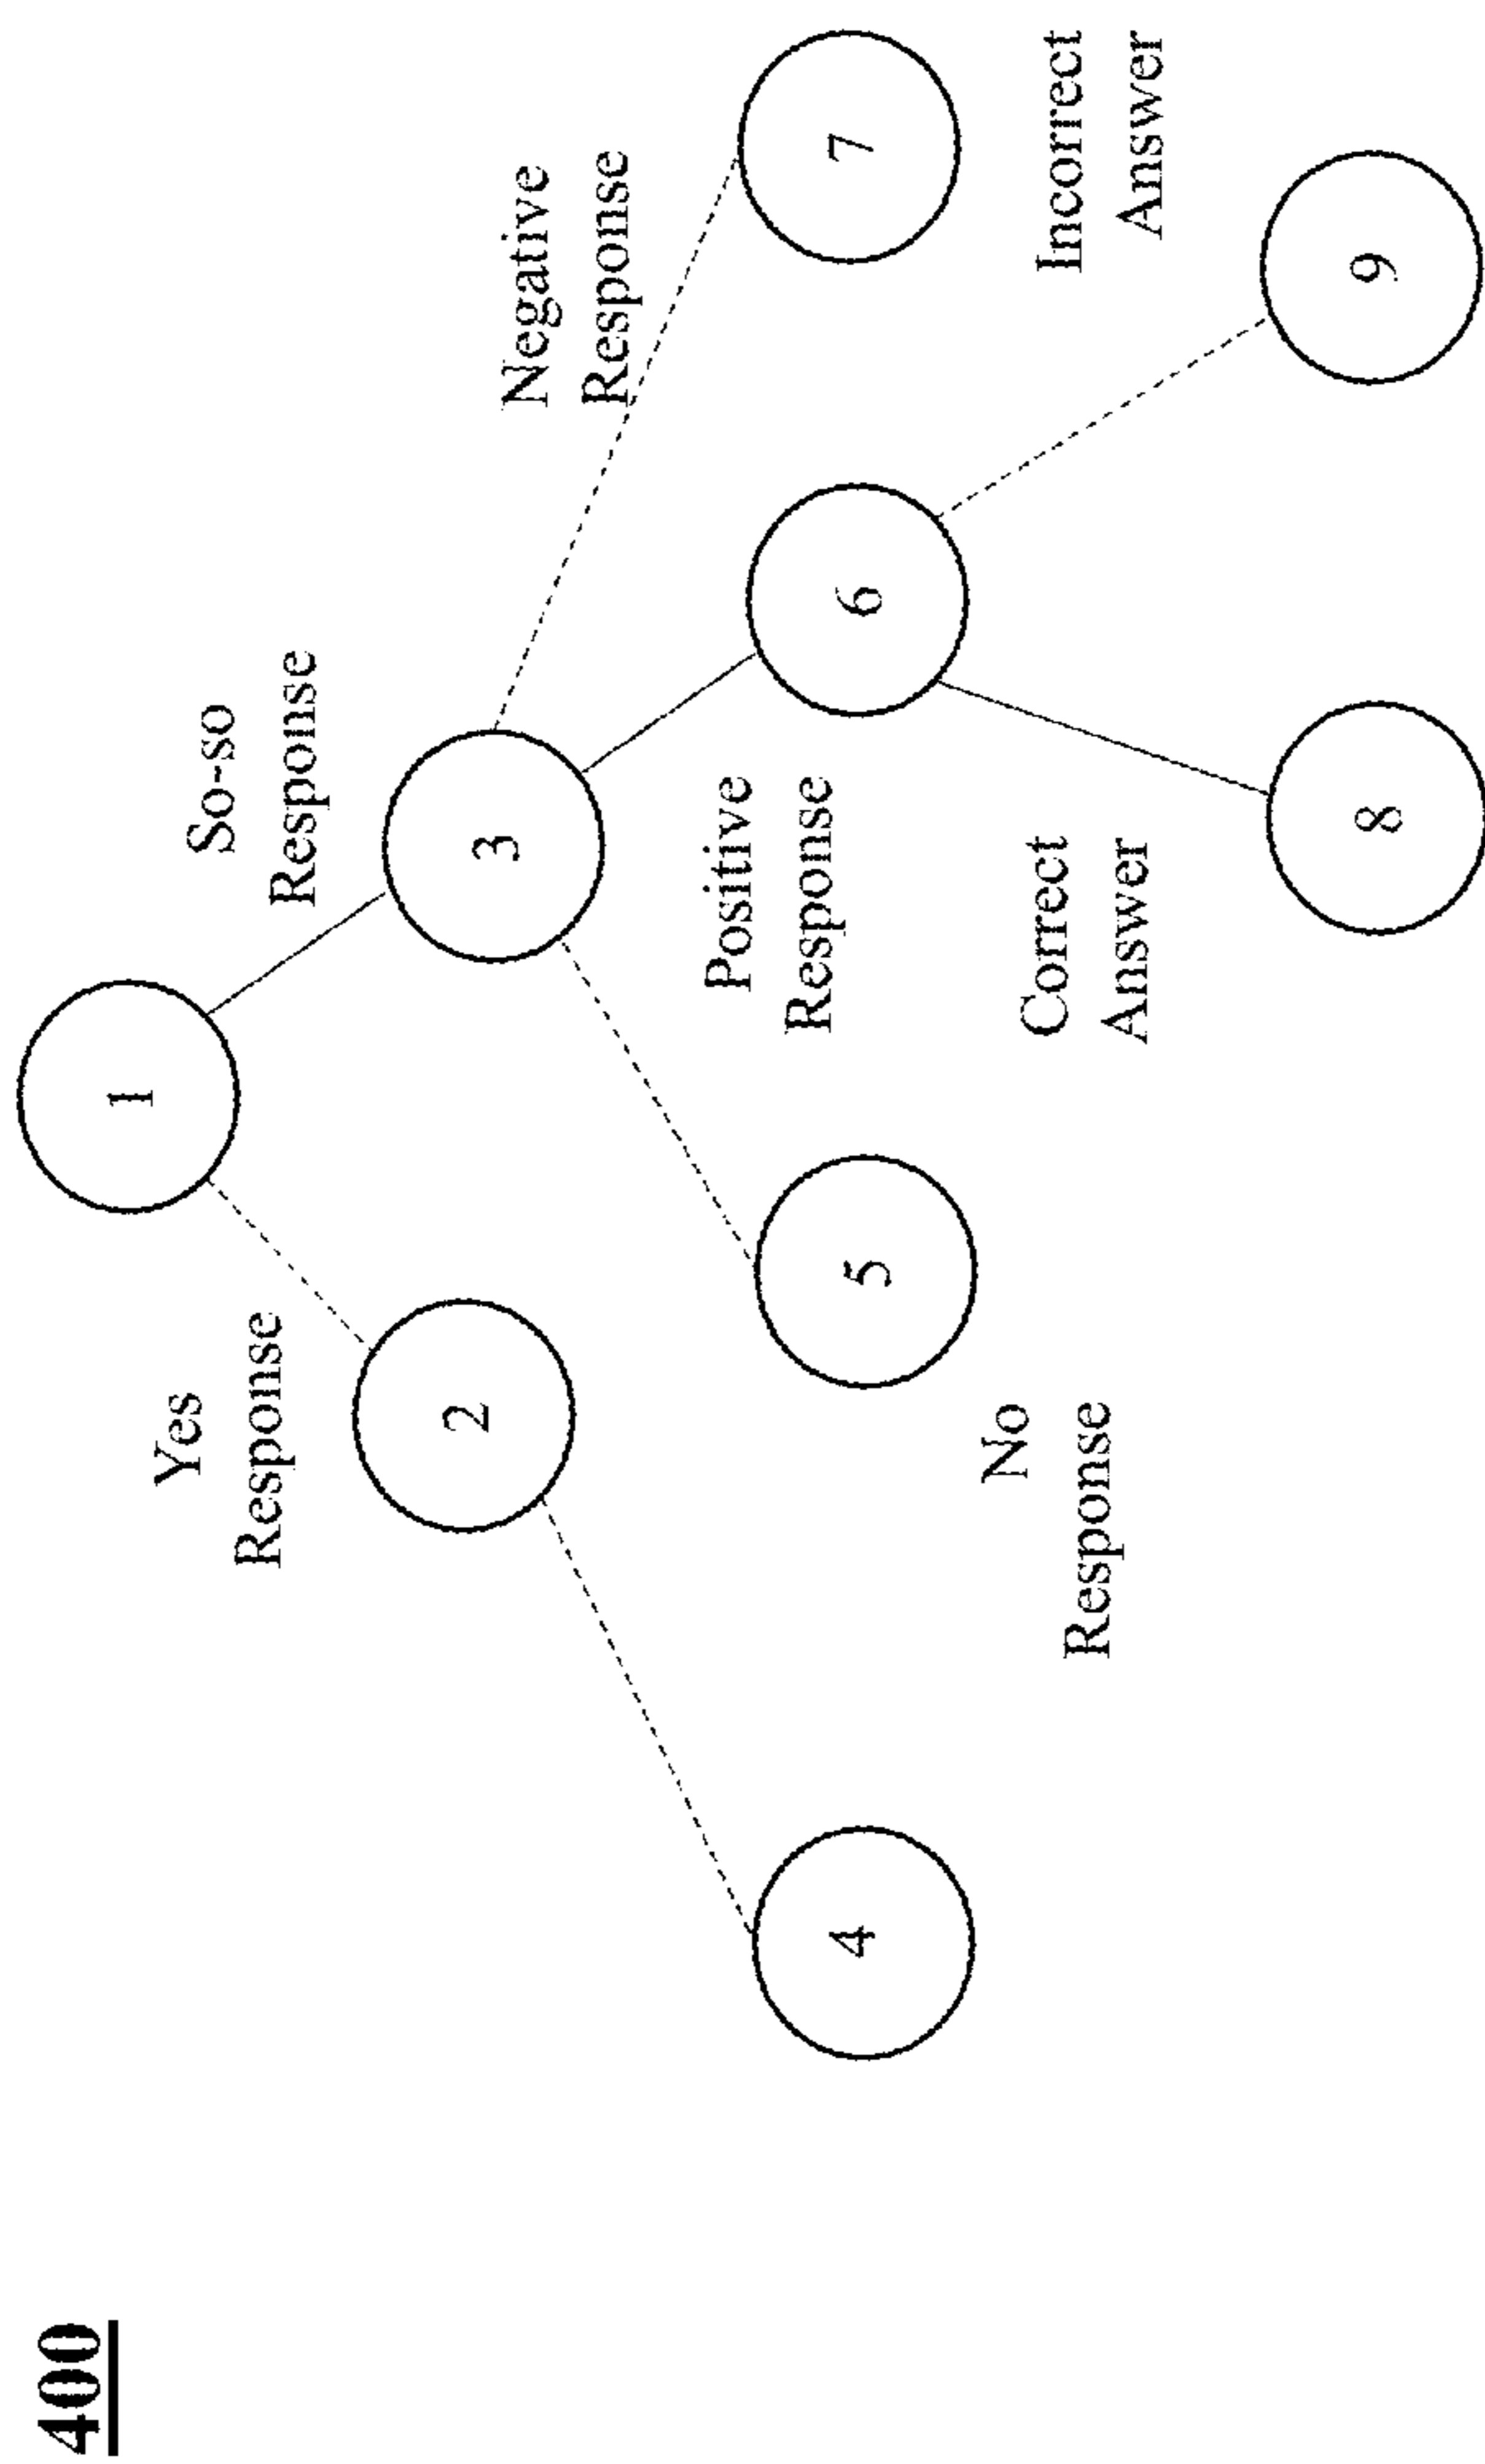 400
1
Yes
Response
So-so
Response
2
3
Negative
Response
Positive
Response
4
5
6
7
No
Response
Correct
Answer
Incorrect
Answer
8
9